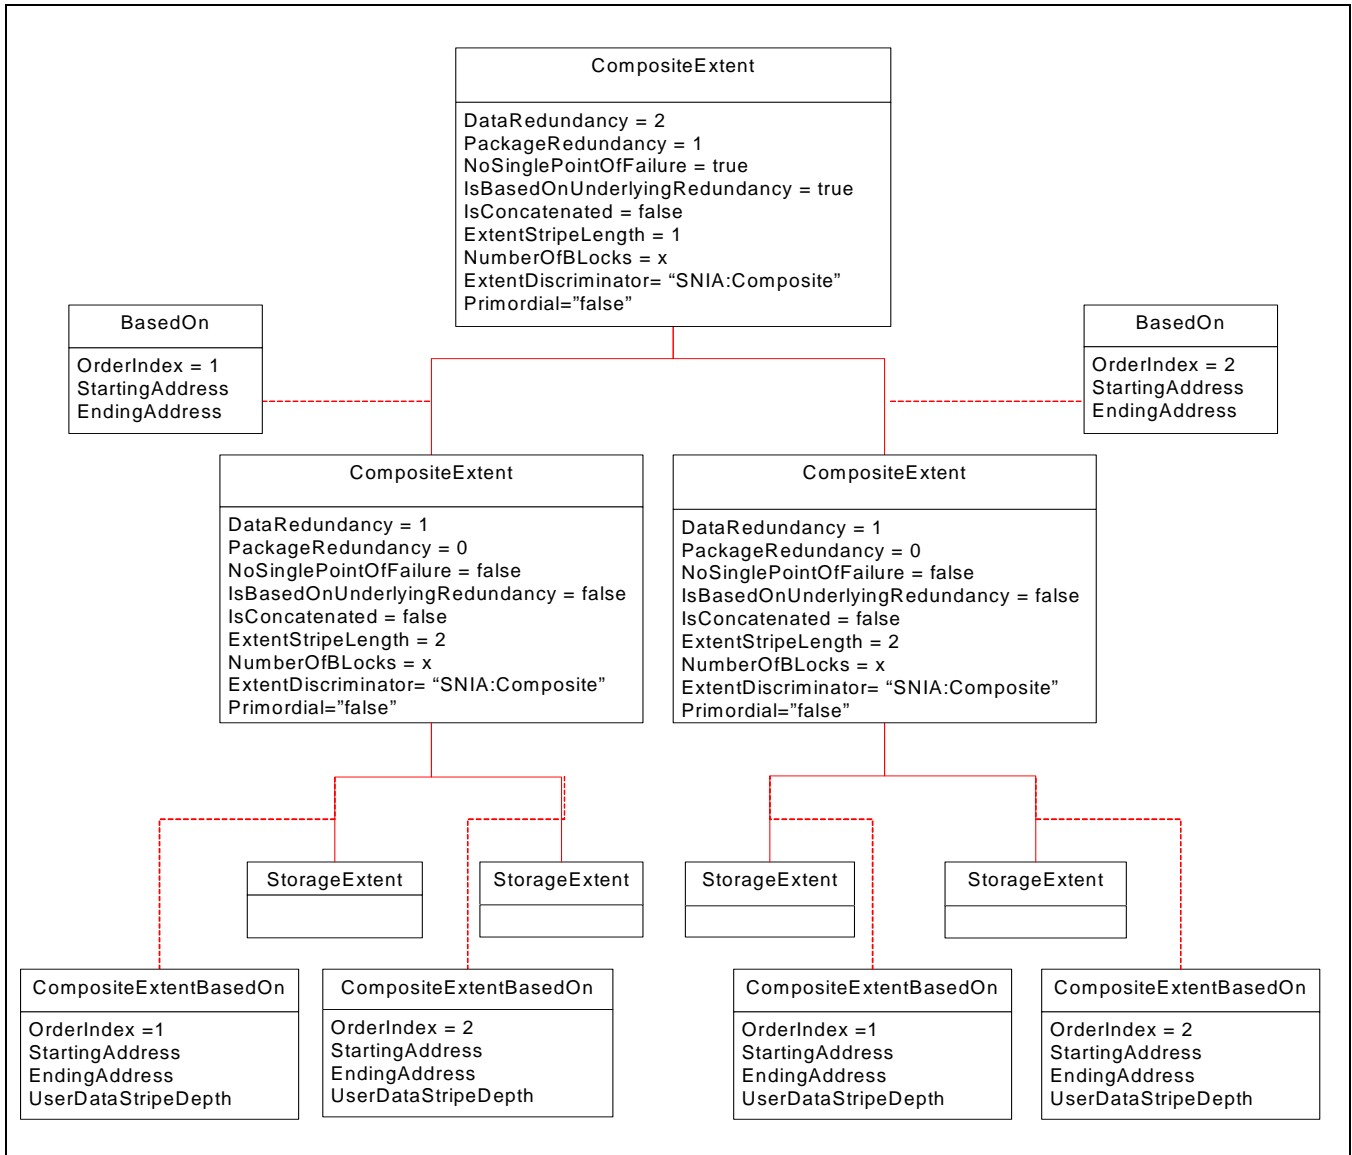 CompositeExtent
DataRedundancy = 2
PackageRedundancy = 1
NoSinglePointOfFailure = true
IsBasedOnUnderlyingRedundancy = true
IsConcatenated = false
ExtentStripeLength = 1
NumberOfBLocks = x
ExtentDiscriminator= “SNIA:Composite”
Primordial=”false”
BasedOn
OrderIndex = 1
StartingAddress
EndingAddress
BasedOn
OrderIndex = 2
StartingAddress
EndingAddress
CompositeExtent
DataRedundancy = 1
PackageRedundancy = 0
NoSinglePointOfFailure = false
IsBasedOnUnderlyingRedundancy = false
IsConcatenated = false
ExtentStripeLength = 2
NumberOfBLocks = x
ExtentDiscriminator= “SNIA:Composite”
Primordial=”false”
CompositeExtent
DataRedundancy = 1
PackageRedundancy = 0
NoSinglePointOfFailure = false
IsBasedOnUnderlyingRedundancy = false
IsConcatenated = false
ExtentStripeLength = 2
NumberOfBLocks = x
ExtentDiscriminator= “SNIA:Composite”
Primordial=”false”
StorageExtent
StorageExtent
StorageExtent
StorageExtent
CompositeExtentBasedOn
OrderIndex =1
StartingAddress
EndingAddress
UserDataStripeDepth
CompositeExtentBasedOn
OrderIndex = 2
StartingAddress
EndingAddress
UserDataStripeDepth
CompositeExtentBasedOn
OrderIndex =1
StartingAddress
EndingAddress
UserDataStripeDepth
CompositeExtentBasedOn
OrderIndex = 2
StartingAddress
EndingAddress
UserDataStripeDepth